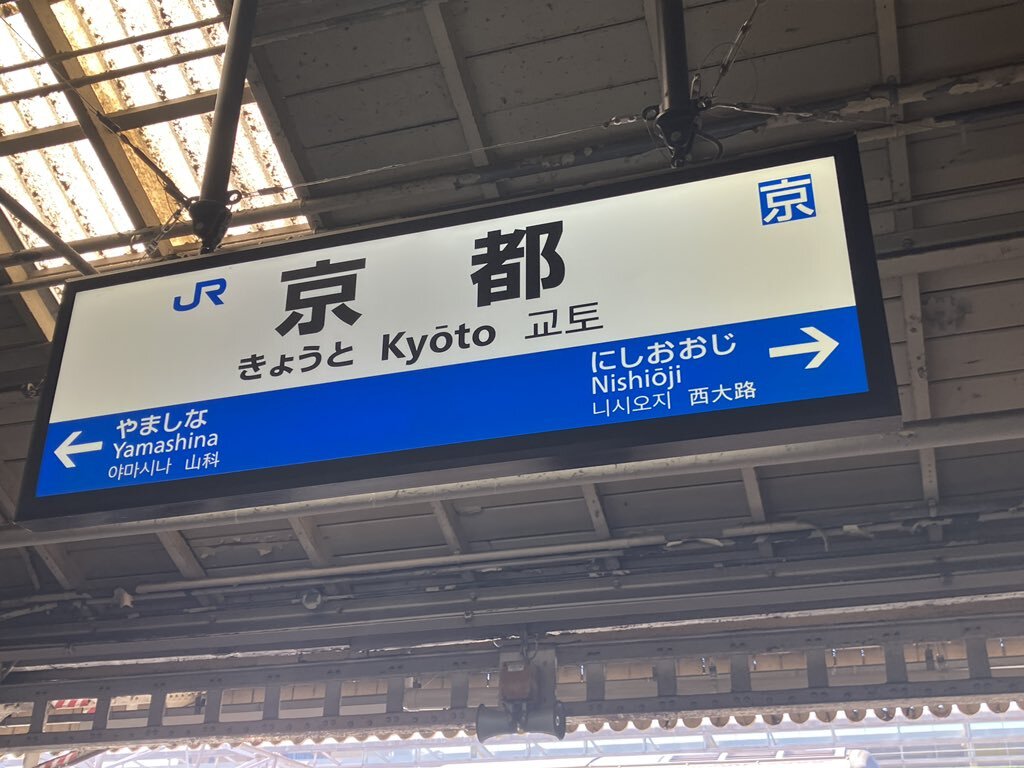 JR 京都
京
きょうと Kyōto 교토
やましな
Yamashina
야마시나 山科
にしおおじ
Nishiōji
니시오지 西大路